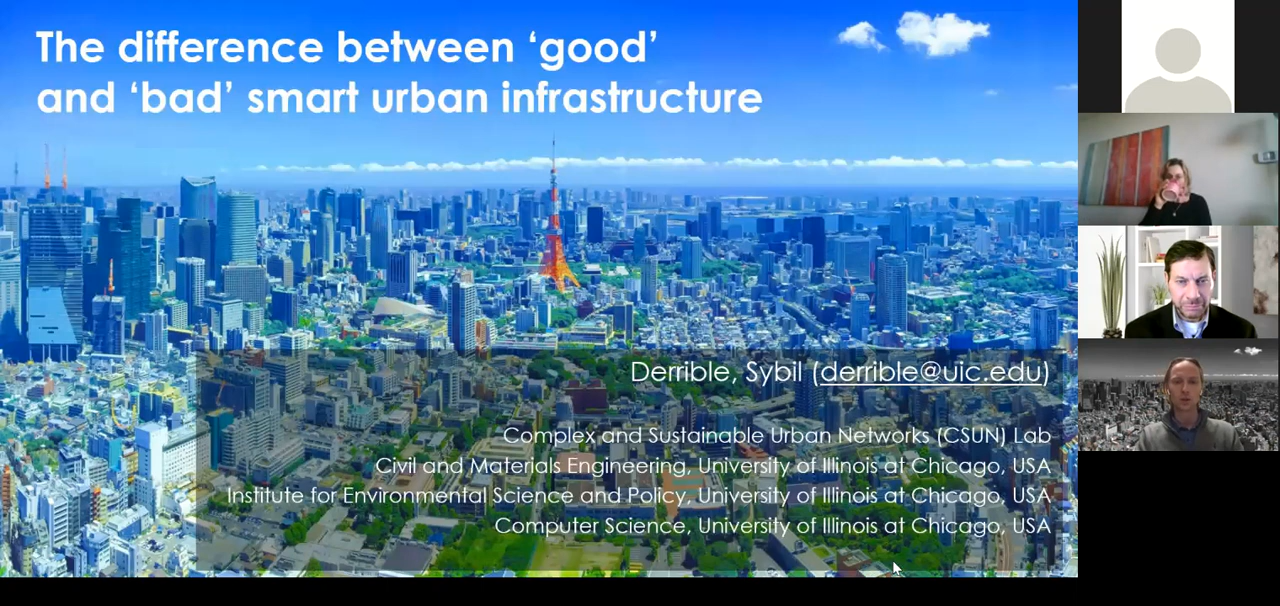 The difference between ‘good’
and ‘bad’ smart urban infrastructure
Derrible, Sybil (derrible@uic.edu)
Complex and Sustainable Urban Networks (CSUN) Lab
Civil and Materials Engineering, University of Illinois at Chicago, USA
Institute for Environmental Science and Policy, University of Illinois at Chicago, USA
Computer Science, University of Illinois at Chicago, USA